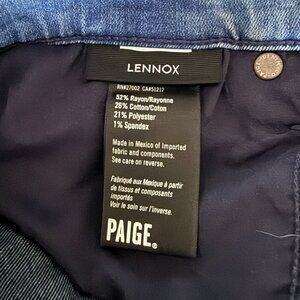 LENNOX
RN#27002 CA#51217
52% Rayon/Rayonne
26% Cotton/Coton
21% Polyester
1% Spandex
Made in Mexico of imported
fabric and components.
See care on reverse.
Fabriqué aux Mexique à partir
de tissus et composants
importés
Voir le soin sur l'inverse.
PAIGE®